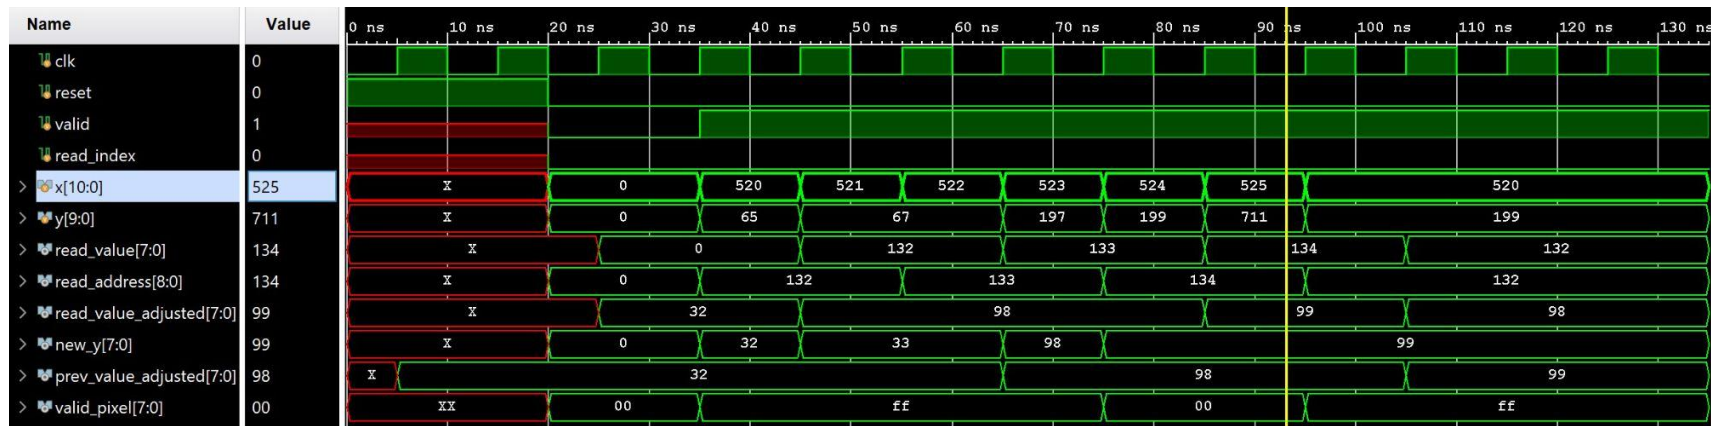 Name Value 0 ns 10 ns 20 ns 30 ns 40 ns 50 ns 60 ns 70 ns 80 ns 90 ns 100 ns 110 ns 120 ns 130 ns
clk 0
reset 0
valid 1
read_index 0
x[10:0] 525 X 0 520 521 522 523 524 525 520
y[9:0] 711 X 0 65 67 197 199 711 199
read_value[7:0] 134 X 0 132 133 134 132
read_address[8:0] 134 X 0 132 133 134 132
read_value_adjusted[7:0] 99 X 32 98 99 98
new_y[7:0] 99 X 0 32 33 98 99
prev_value_adjusted[7:0] 98 X 32 98 99
valid_pixel[7:0] 00 XX 00 ff 00 ff